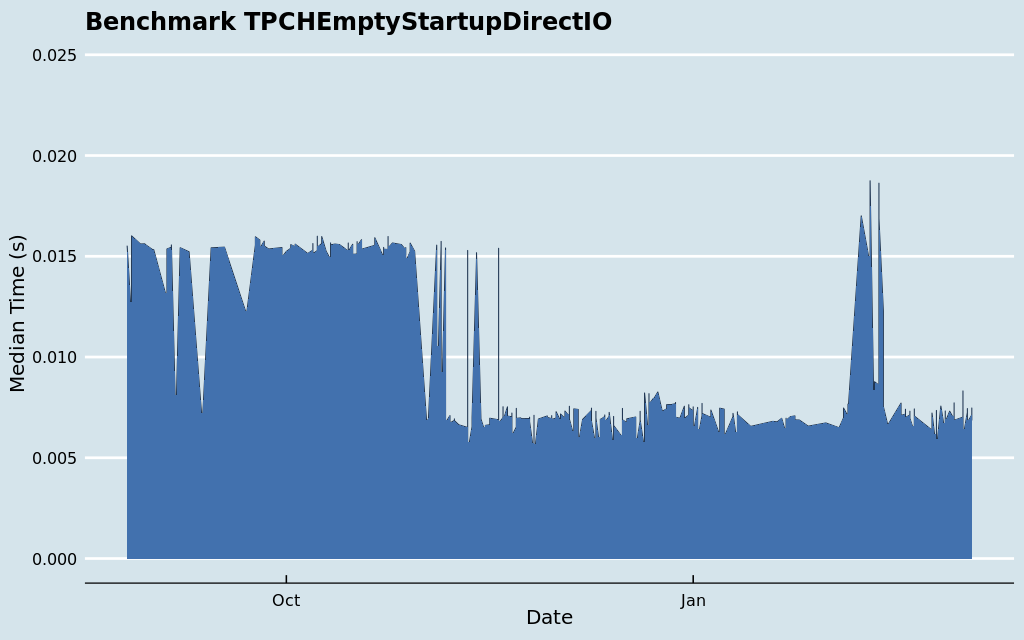 Benchmark TPCHEmptyStartupDirectIO
Median Time (s)
0.025
0.020
0.015
0.010
0.005
0.000
Oct
Jan
Date